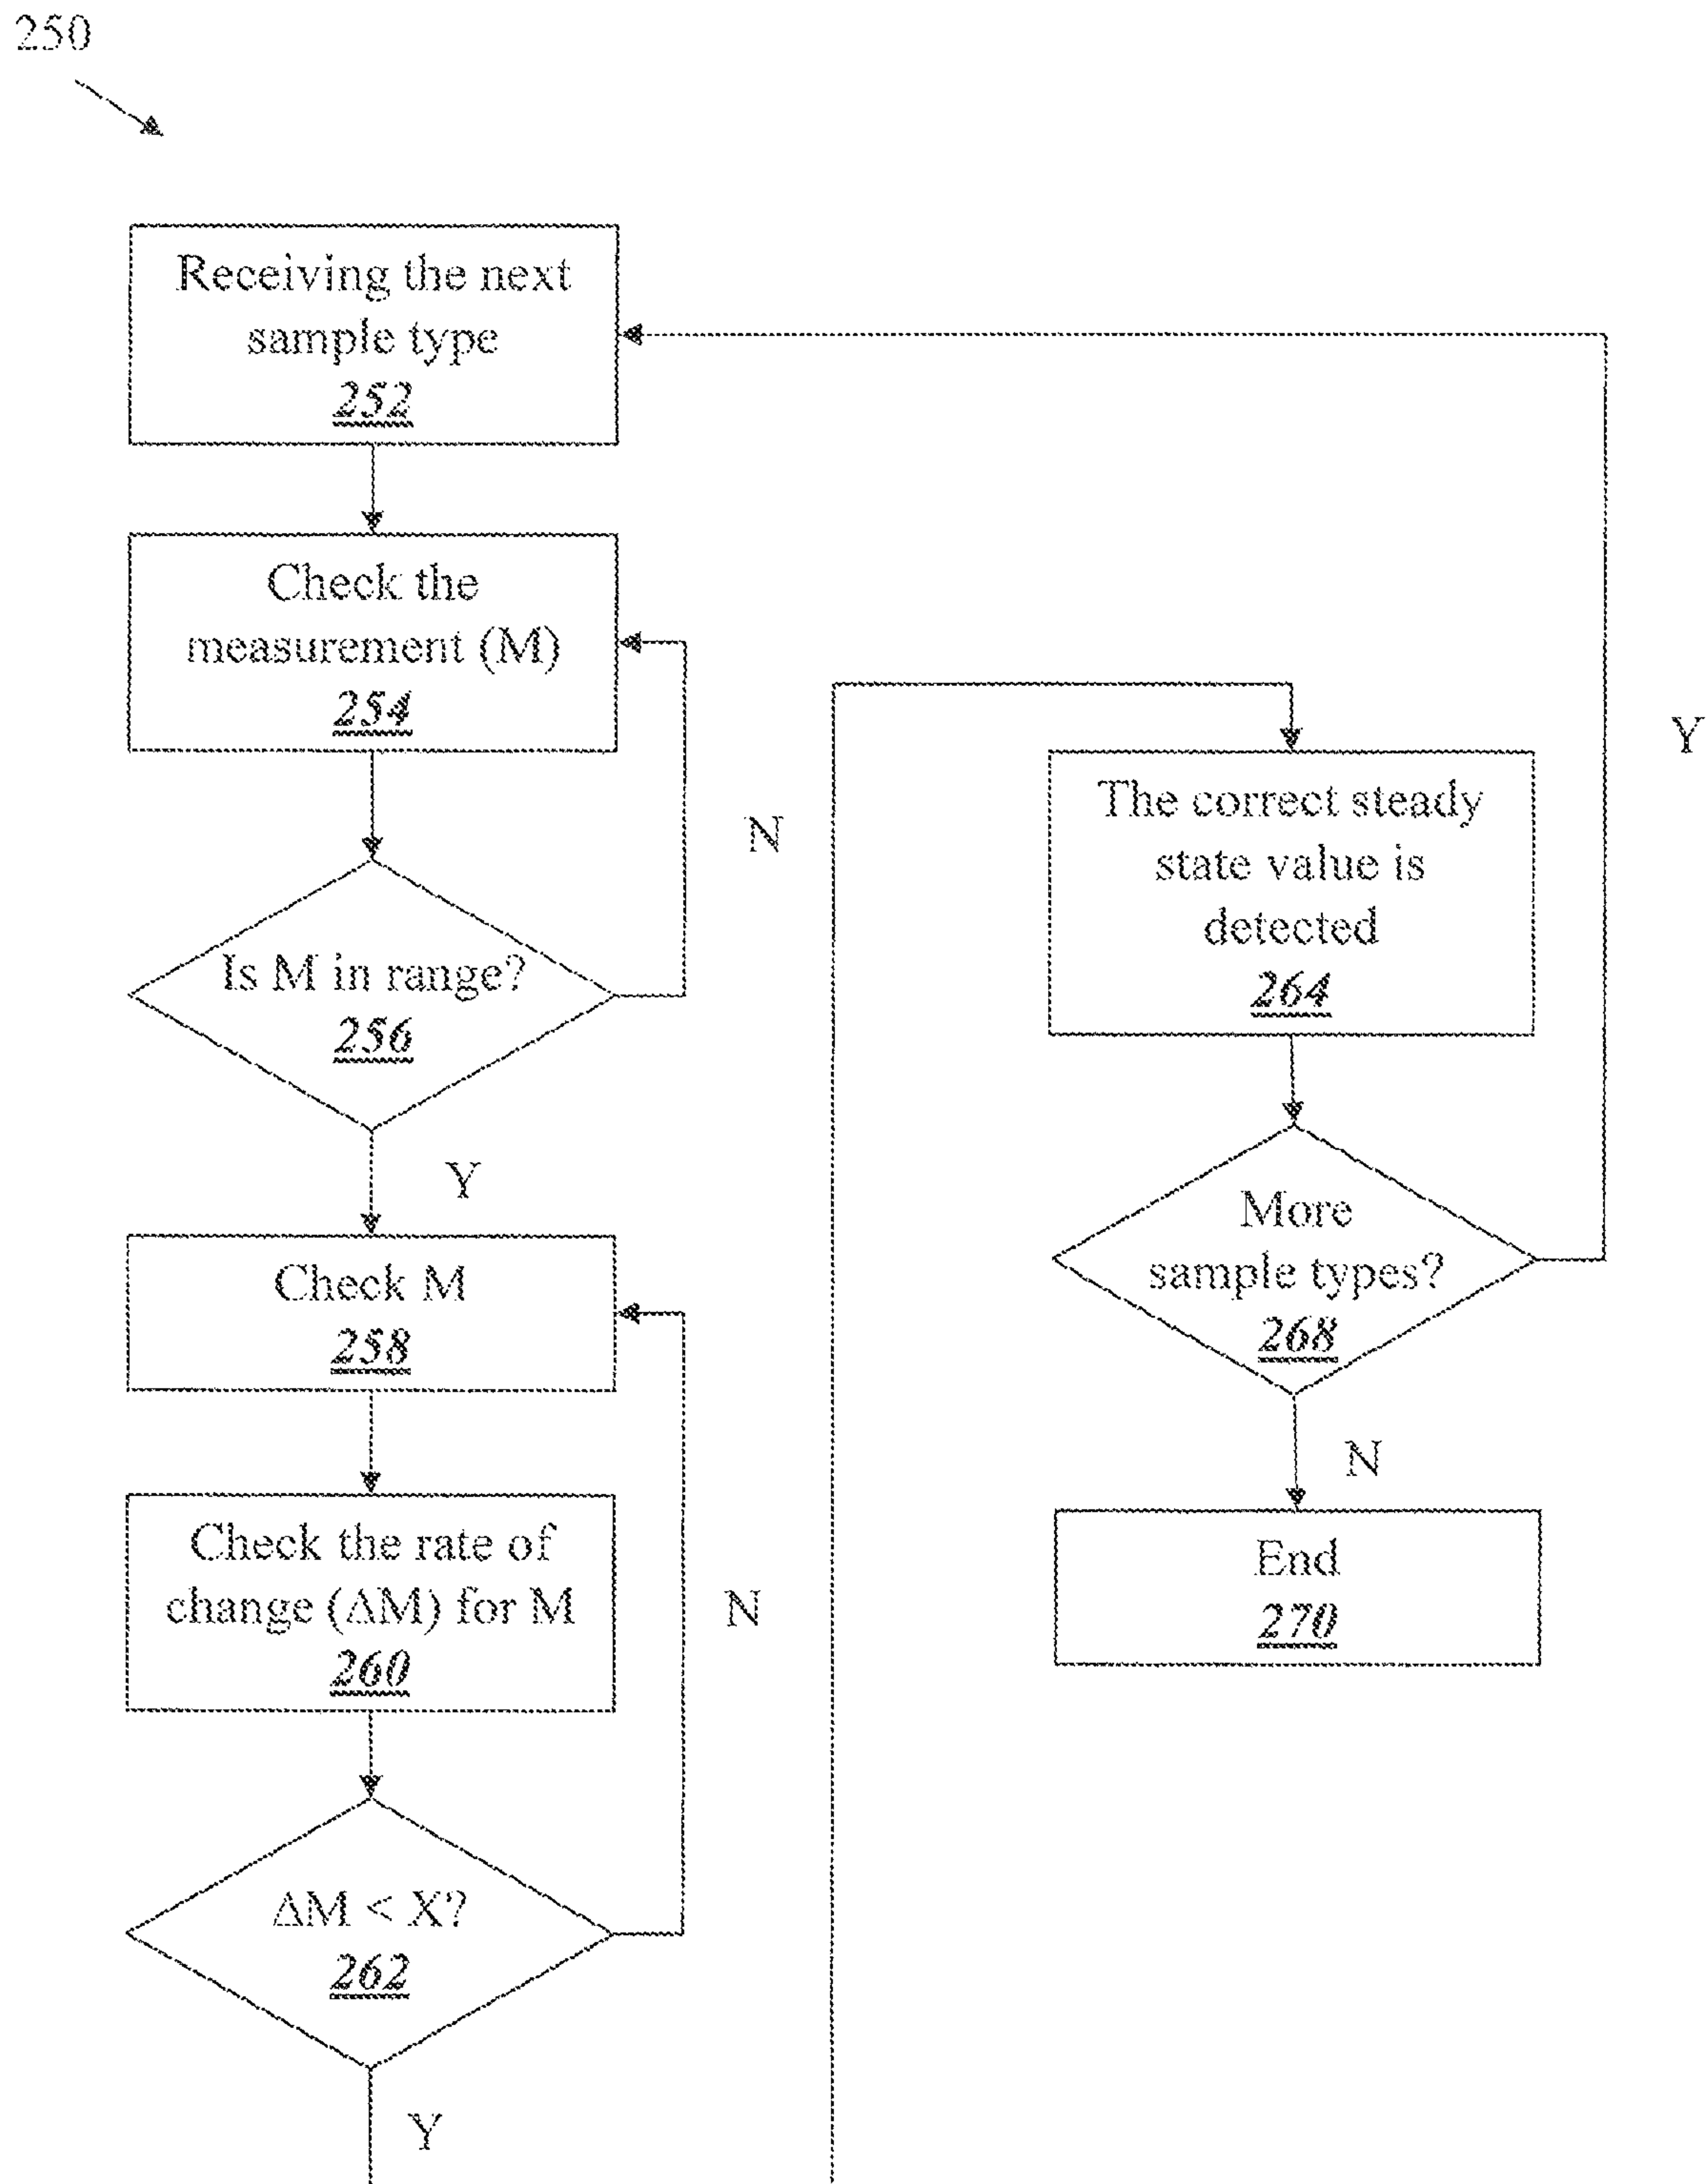 250
Receiving the next
sample type
252
Check the
measurement (M)
254
N
Is M in range?
256
Y
Check M
258
Check the rate of
change (ΔM) for M
260
N
ΔM < X?
262
Y
The correct steady
state value is
detected
264
Y
More
sample types?
268
N
End
270